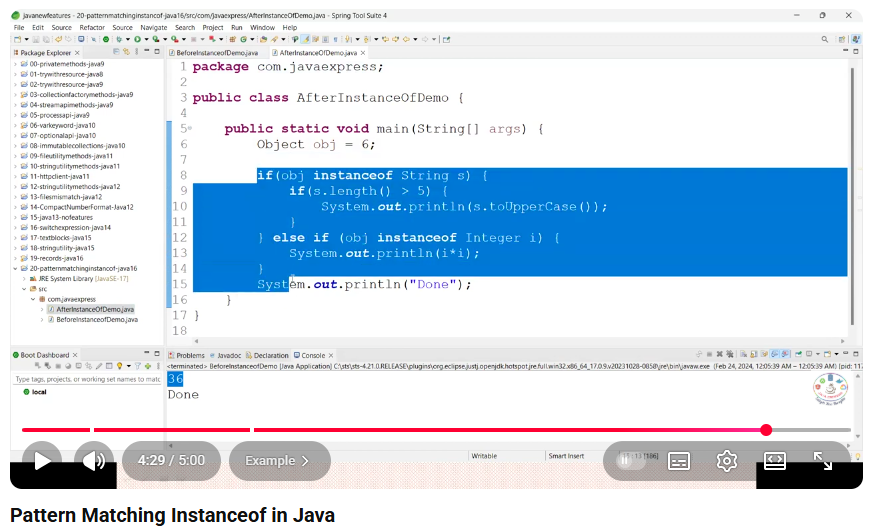 javanewfeatures - 20-patternmatchinginstancof-java16/src/com/javaexpress/AfterInstanceOfDemo.java - Spring Tool Suite 4
File Edit Source Refactor Source Navigate Search Project Run Window Help
Package Explorer
BeforeInstanceofDemo.java
AfterInstanceOfDemo.java
01-privatemethods-java9
01-trywithresource-java8
02-trywithresource-java9
03-collectionfactorymethods-java9
04-streamapimethods-java9
05-processapi-java9
06-varkeyword-java10
07-optionalapi-java10
08-immutablecollections-java10
09-fileutilitymethods-java11
10-stringutilitymethods-java11
11-httpclient-java11
12-stringutilitymethods-java12
13-filesmismatch-java12
14-CompactNumberFormat-Java12
15-java13-nofeatures
16-switchexpression-java14
17-textblocks-java15
18-stringutility-java15
19-records-java16
20-patternmatchinginstancof-java16
JRE System Library [JavaSE-17]
src
com.javaexpress
AfterInstanceOfDemo.java
BeforeInstanceofDemo.java
1 package com.javaexpress;
2
3 public class AfterInstanceOfDemo {
4
5 public static void main(String[] args) {
6 Object obj = 6;
7
8 if(obj instanceof String s) {
9 if(s.length() > 5) {
10 System.out.println(s.toUpperCase());
11 }
12 } else if (obj instanceof Integer i) {
13 System.out.println(i*i);
14 }
15 System.out.println("Done");
16 }
17 }
18
Boot Dashboard
Type tags, projects, or working set names to matc
local
Problems Javadoc Declaration Console
<terminated> BeforeInstanceofDemo [Java Application] C:\sts\sts-4.21.0.RELEASE\plugins\org.eclipse.justj.openjdk.hotspot.jre.full.win32.x86_64_17.0.9.v20231028-0858\jre\bin\javaw.exe (Feb 24, 2024, 12:05:39 AM – 12:05:39 AM) [pid: 117
36
Done
Writable
Smart Insert
4:29 / 5:00
Example
Pattern Matching Instanceof in Java